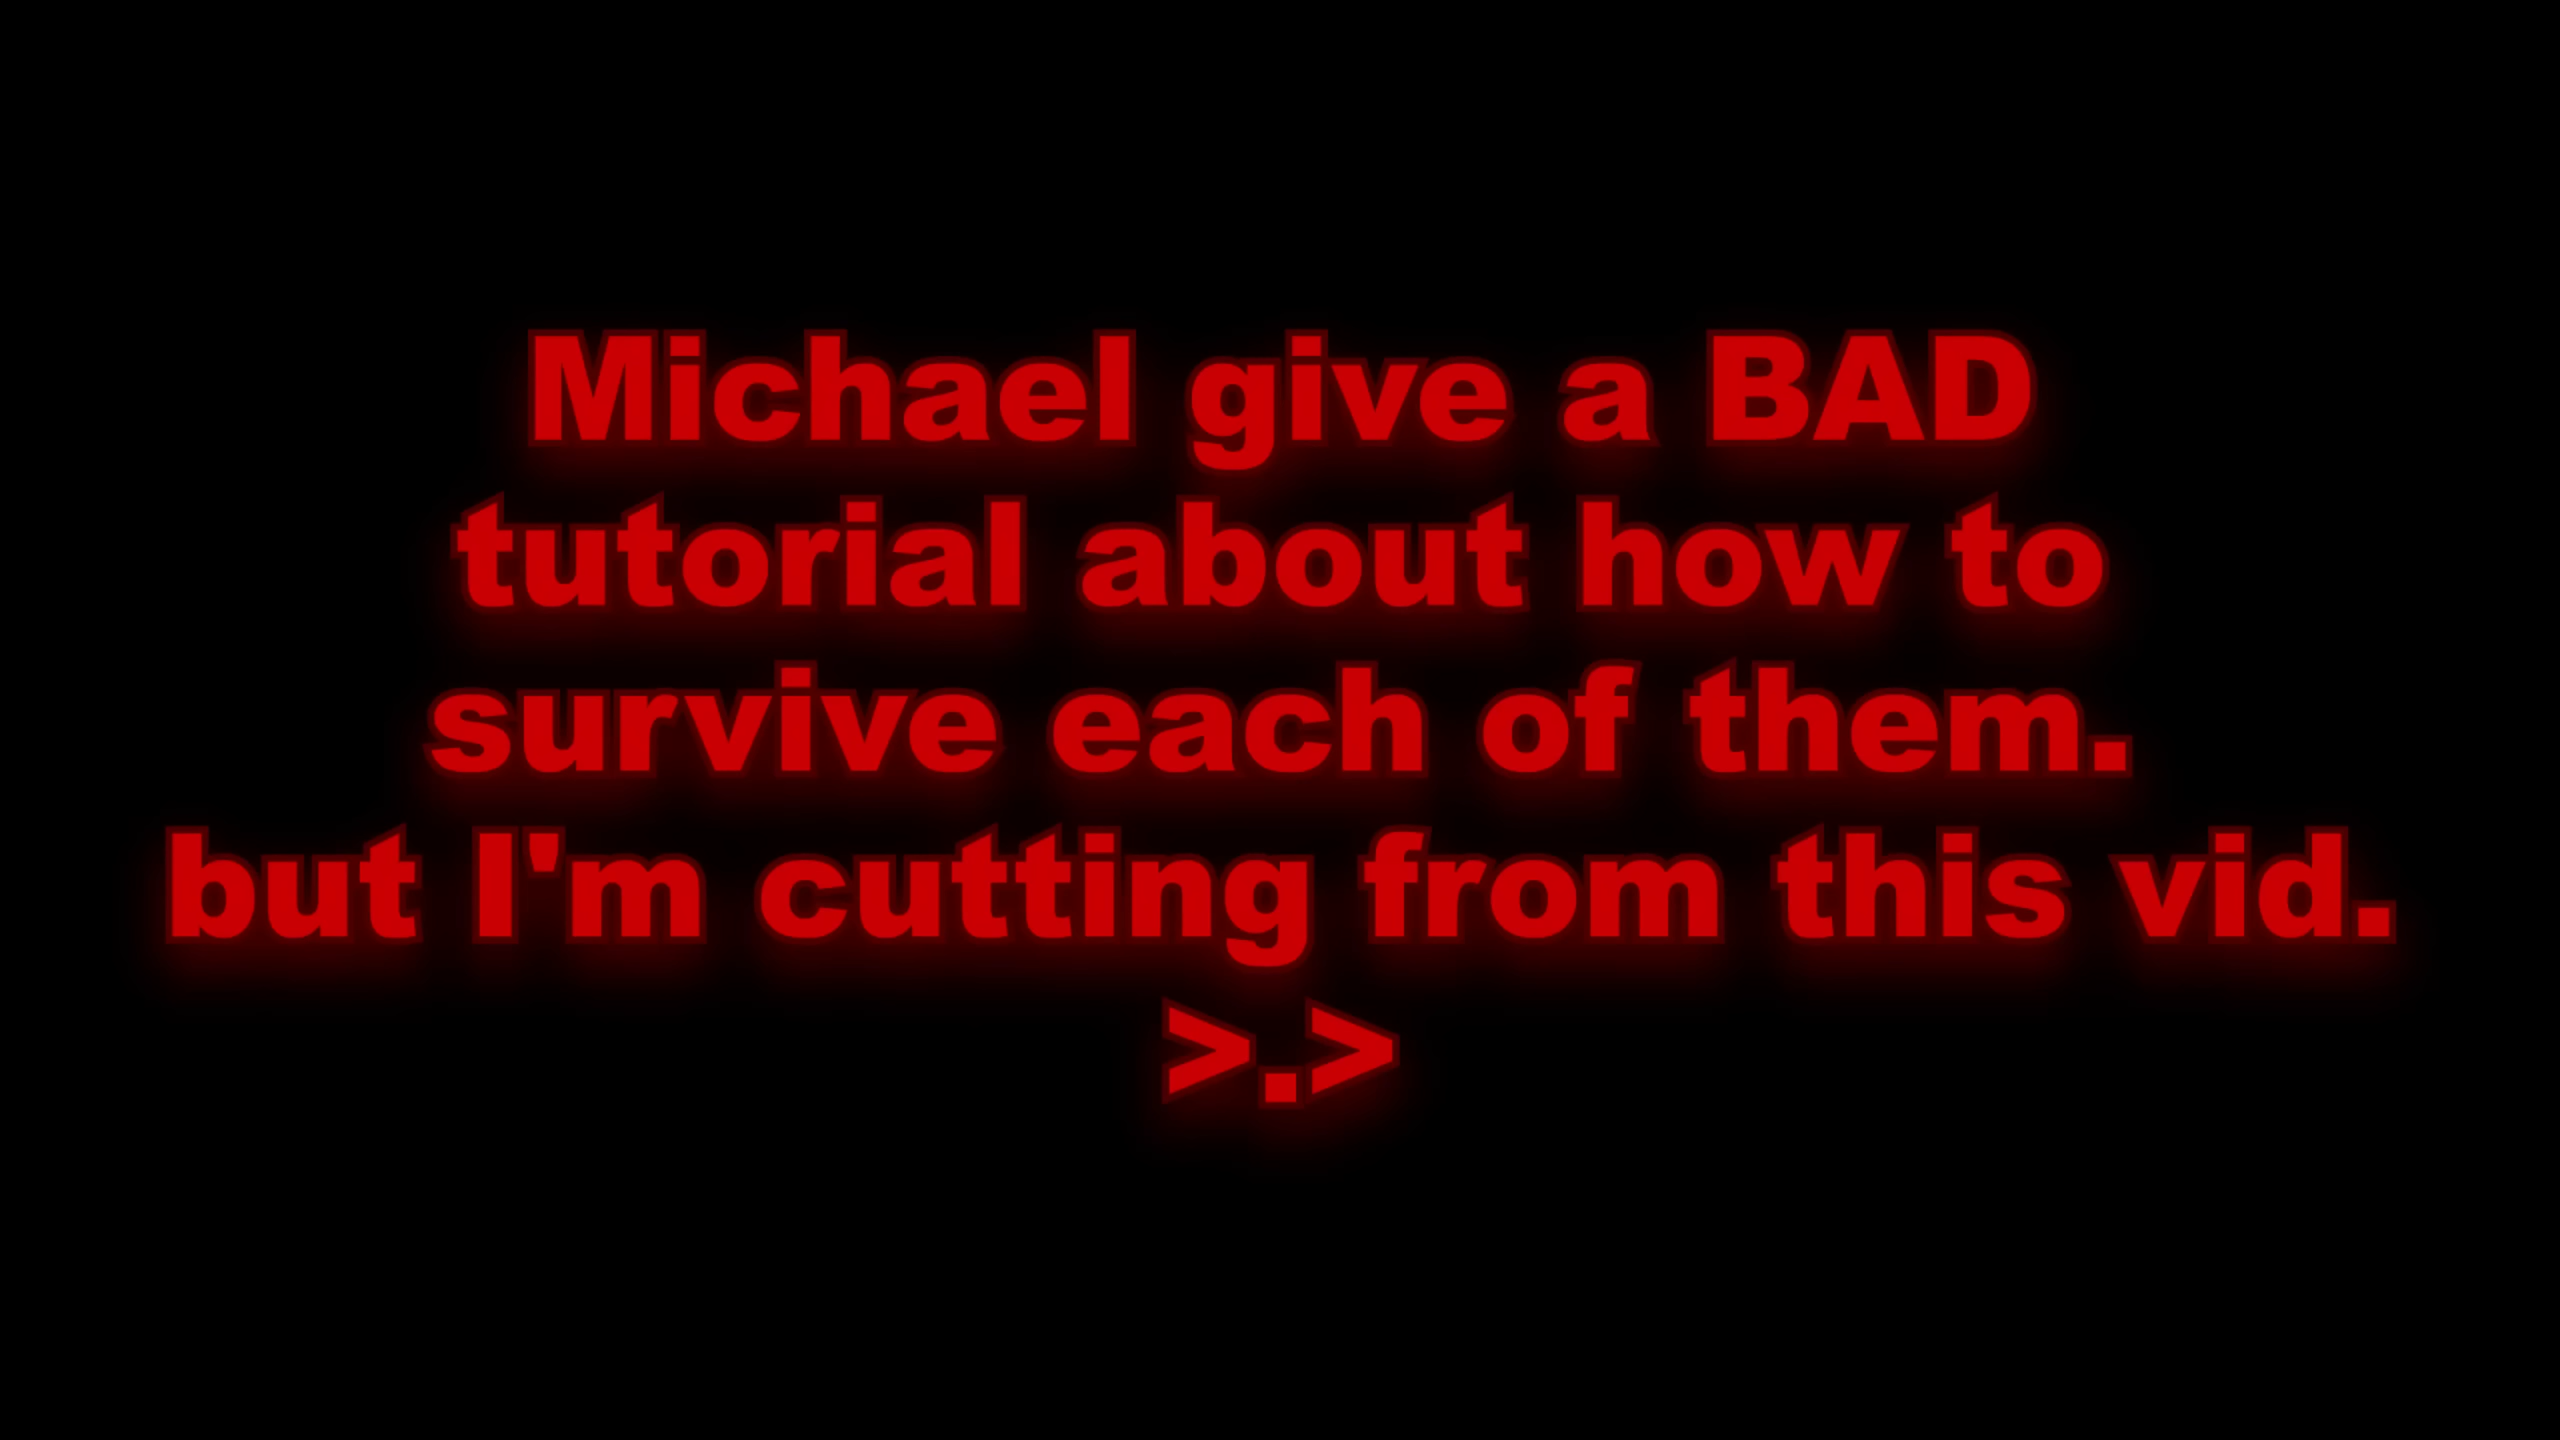 Michael give a BAD
tutorial about how to
survive each of them.
but I'm cutting from this vid.
>.>